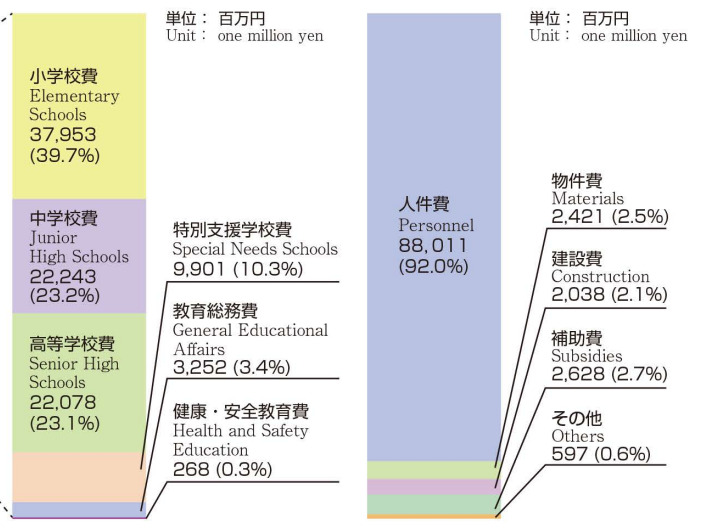 単位： 百万円
Unit： one million yen
小学校費
Elementary
Schools
37,953
(39.7%)
中学校費
Junior
High Schools
22,243
(23.2%)
高等学校費
Senior High
Schools
22,078
(23.1%)
特別支援学校費
Special Needs Schools
9,901 (10.3%)
教育総務費
General Educational
Affairs
3,252 (3.4%)
健康・安全教育費
Health and Safety
Education
268 (0.3%)
単位： 百万円
Unit： one million yen
人件費
Personnel
88,011
(92.0%)
物件費
Materials
2,421 (2.5%)
建設費
Construction
2,038 (2.1%)
補助費
Subsidies
2,628 (2.7%)
その他
Others
597 (0.6%)